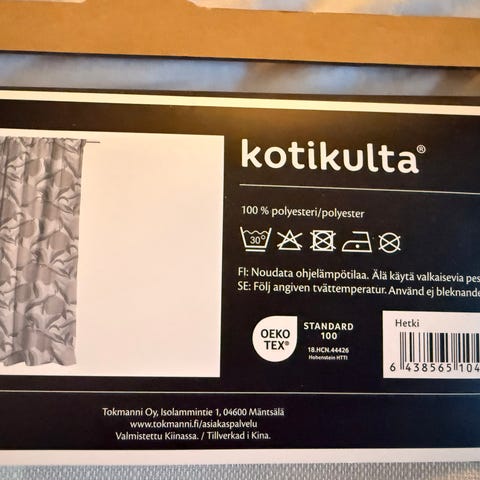 kotikulta®
100 % polyesteri/polyester
30°
FI: Noudata ohjelämpötilaa. Älä käytä valkaisevia
SE: Följ angiven tvättemperatur. Använd ej
OEKO
TEX®
STANDARD
100
18.HCN.44426
Hohenstein HTTI
Hetki
6 438565 104
Tokmanni Oy, Isolammintie 1, 04600 Mäntsälä
www.tokmanni.fi/asiakaspalvelu
Valmistettu Kiinassa. / Tillverkad i Kina.